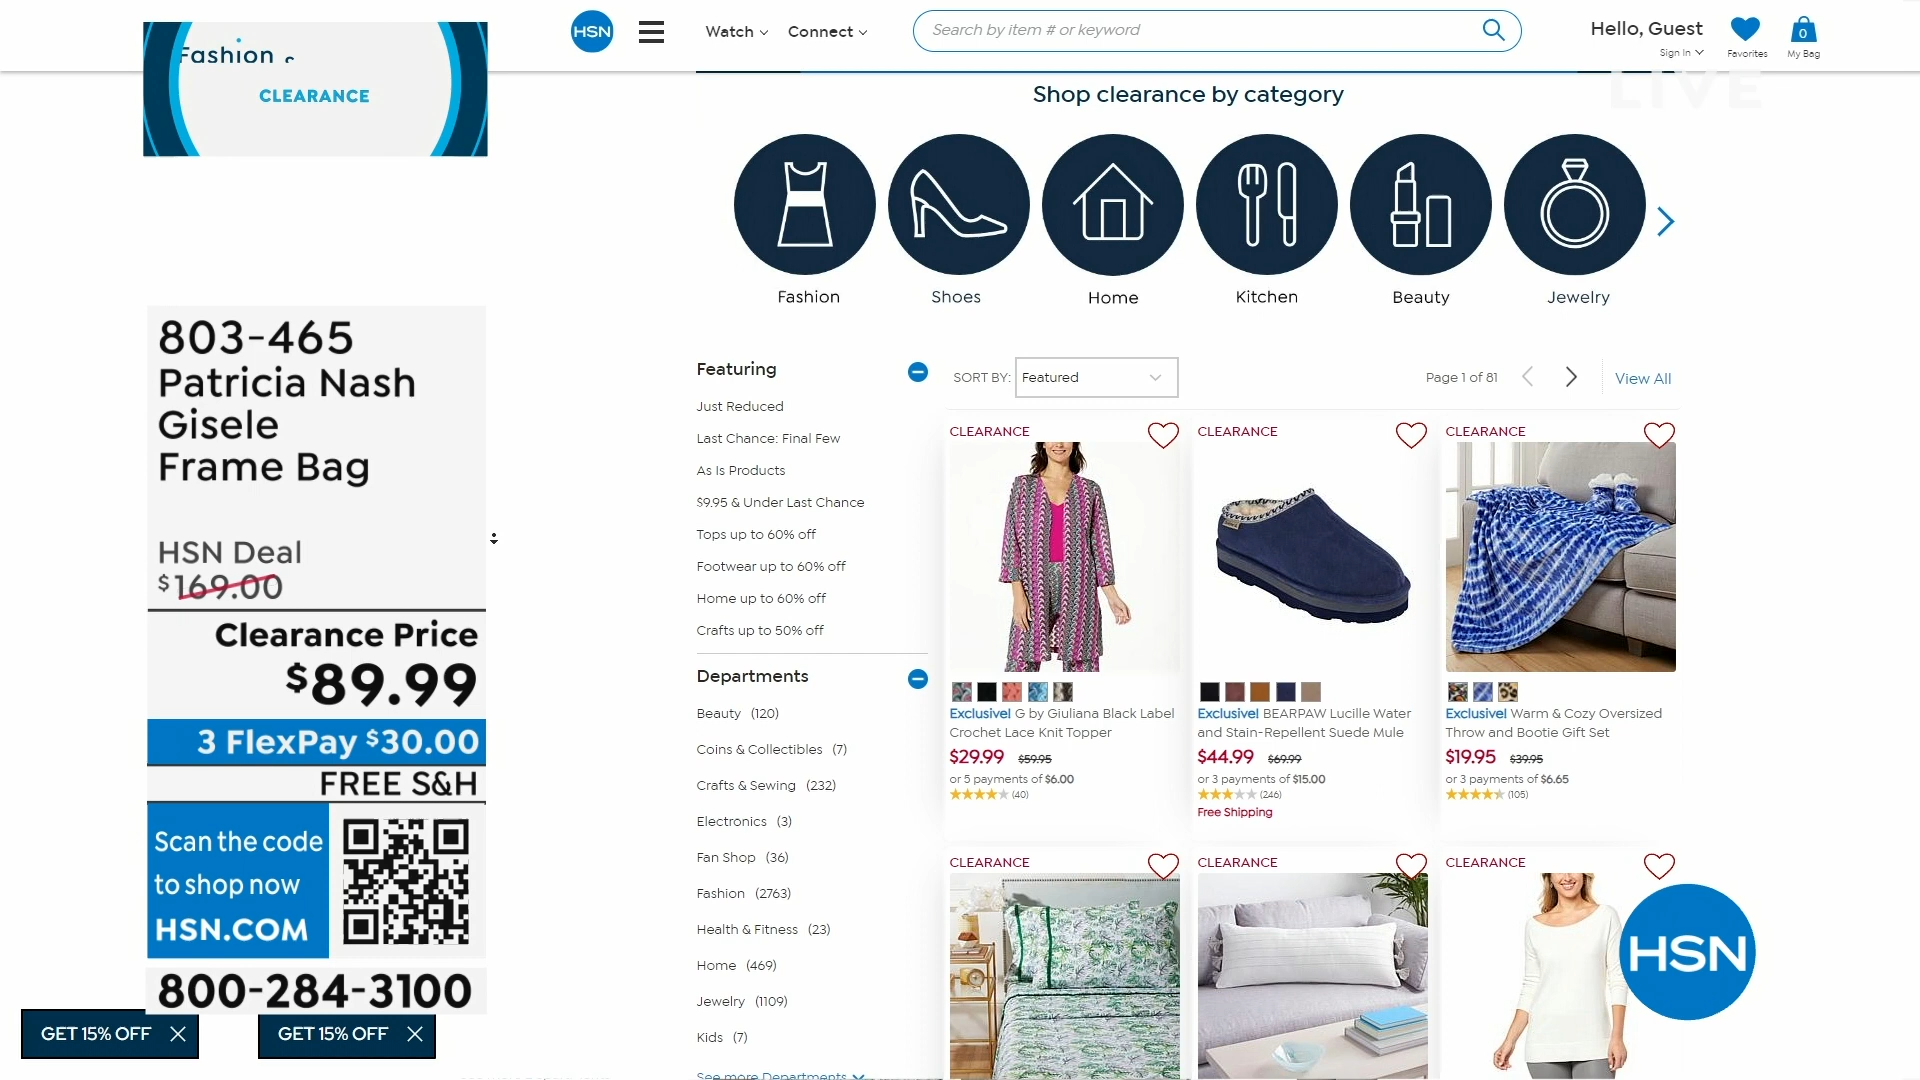 Fashion
CLEARANCE
HSN
Watch
Connect
Search by item # or keyword
Hello, Guest
Sign In
Favorites
0
My Bag
LIVE
Shop clearance by category
Fashion
Shoes
Home
Kitchen
Beauty
Jewelry
803-465
Patricia Nash
Gisele
Frame Bag
HSN Deal
$169.00
Clearance Price
$89.99
3 FlexPay $30.00
FREE S&H
Scan the code
to shop now
HSN.COM
800-284-3100
GET 15% OFF
GET 15% OFF
Featuring
Just Reduced
Last Chance: Final Few
As Is Products
$9.95 & Under Last Chance
Tops up to 60% off
Footwear up to 60% off
Home up to 60% off
Crafts up to 50% off
Departments
Beauty (120)
Coins & Collectibles (7)
Crafts & Sewing (232)
Electronics (3)
Fan Shop (36)
Fashion (2763)
Health & Fitness (23)
Home (469)
Jewelry (1109)
Kids (7)
See more Departments
SORT BY: Featured
Page 1 of 81
View All
CLEARANCE
Exclusive! G by Giuliana Black Label
Crochet Lace Knit Topper
$29.99 $59.95
or 5 payments of $6.00
(40)
CLEARANCE
Exclusive! BEARPAW Lucille Water
and Stain-Repellent Suede Mule
$44.99 $69.99
or 3 payments of $15.00
(246)
Free Shipping
CLEARANCE
Exclusive! Warm & Cozy Oversized
Throw and Bootie Gift Set
$19.95 $39.95
or 3 payments of $6.65
(105)
CLEARANCE
CLEARANCE
CLEARANCE
HSN